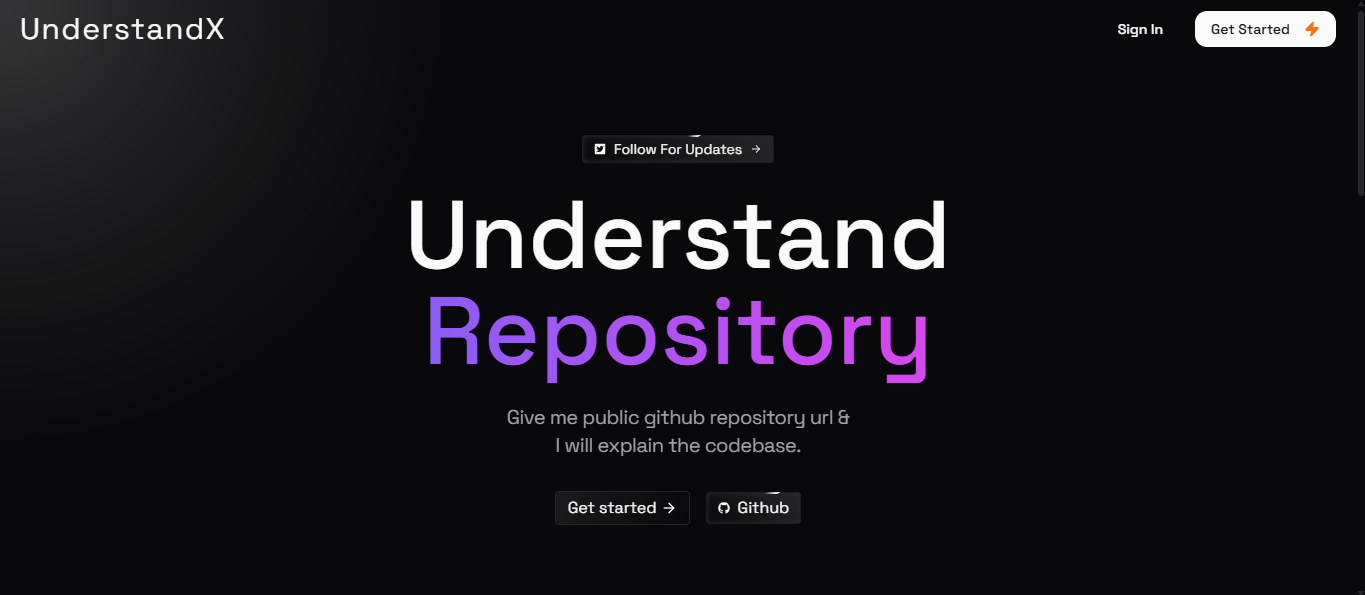 UnderstandX
Sign In
Get Started
Follow For Updates →
Understand
Repository
Give me public github repository url &
I will explain the codebase.
Get started →
Github